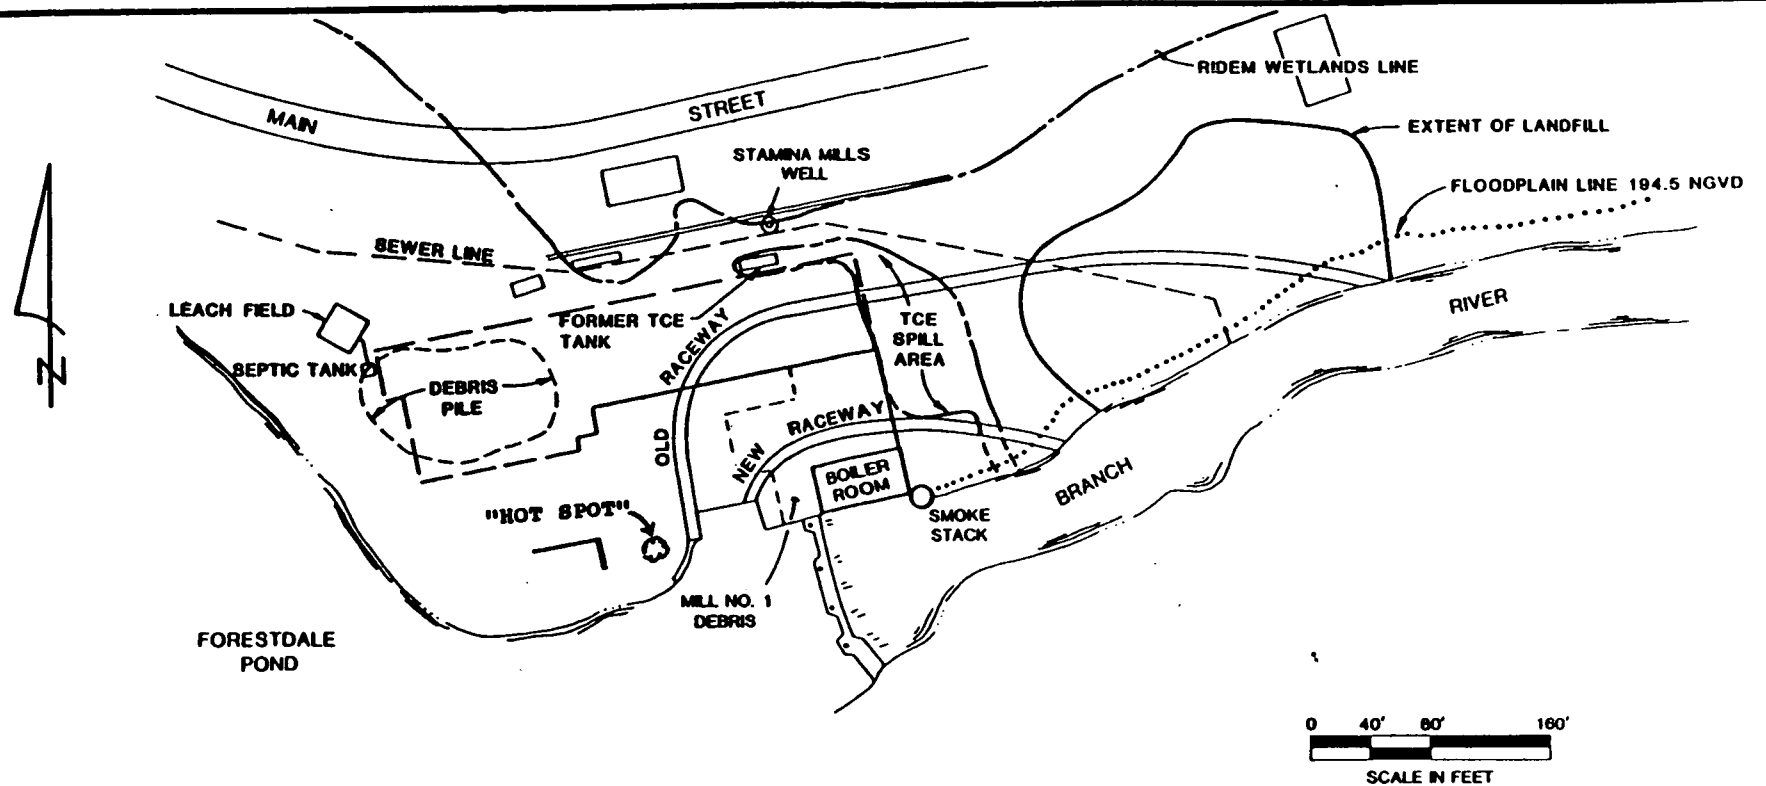 RIDEM WETLANDS LINE
MAIN STREET
EXTENT OF LANDFILL
STAMINA MILLS
WELL
FLOODPLAIN LINE 194.5 NGVD
SEWER LINE
LEACH FIELD
FORMER TCE
TANK
RIVER
TCE
SPILL
AREA
SEPTIC TANK
DEBRIS
PILE
OLD RACEWAY
NEW RACEWAY
BOILER
ROOM
BRANCH
"HOT SPOT"
SMOKE
STACK
MILL NO. 1
DEBRIS
FORESTDALE
POND
N
0 40' 80' 160'
SCALE IN FEET